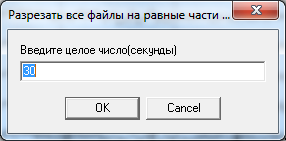 Разрезать все файлы на равные части ...
Введите целое число(секунды)
30
OK
Cancel